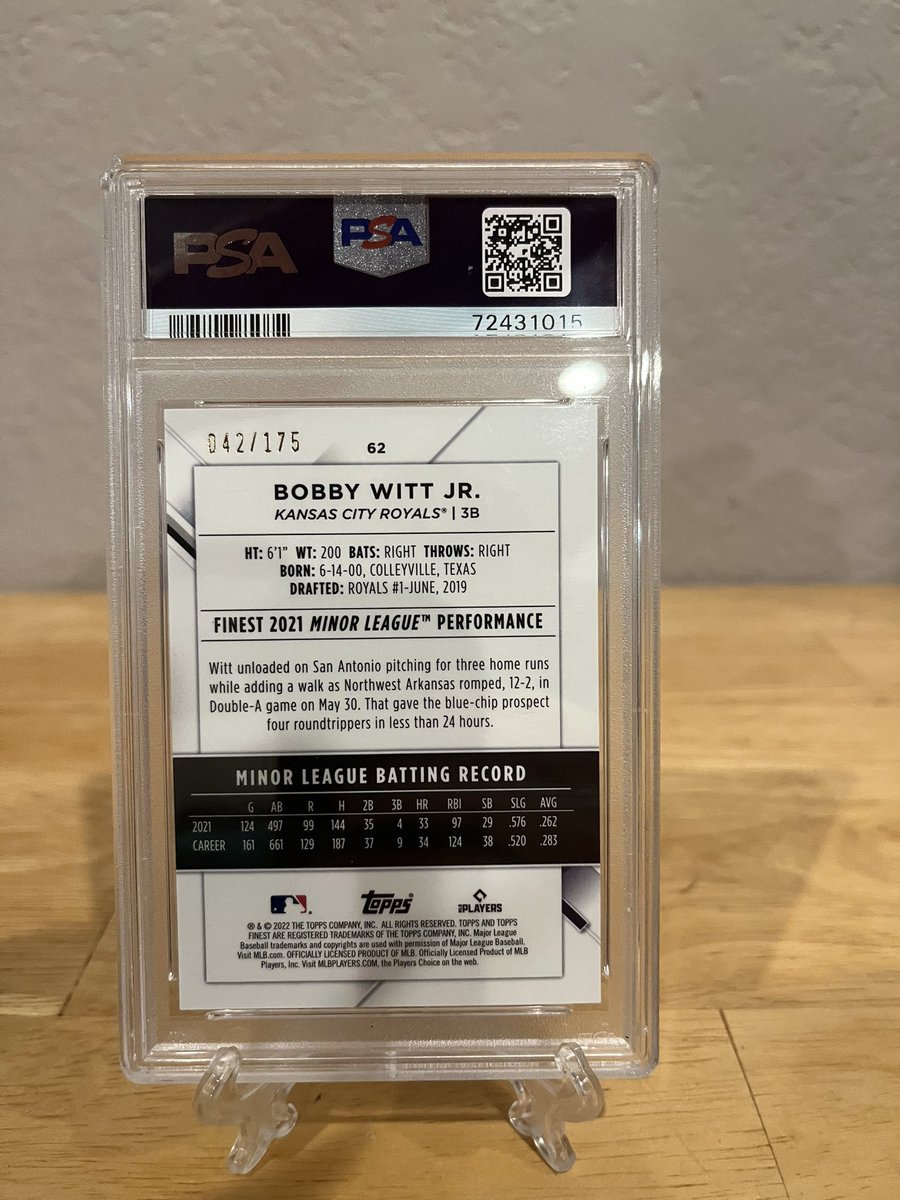 PSA PSA
72431015
042/175 62
BOBBY WITT JR.
KANSAS CITY ROYALS® | 3B
HT: 6'1" WT: 200 BATS: RIGHT THROWS: RIGHT
BORN: 6-14-00, COLLEYVILLE, TEXAS
DRAFTED: ROYALS #1-JUNE, 2019
FINEST 2021 MINOR LEAGUE™ PERFORMANCE
Witt unloaded on San Antonio pitching for three home runs
while adding a walk as Northwest Arkansas romped, 12-2, in
Double-A game on May 30. That gave the blue-chip prospect
four roundtrippers in less than 24 hours.
MINOR LEAGUE BATTING RECORD
G AB R H 2B 3B HR RBI SB SLG AVG
2021 124 497 99 144 35 4 33 97 29 .576 .262
CAREER 161 661 129 187 37 9 34 124 38 .520 .283
Topps® PLAYERS
® & © 2022 THE TOPPS COMPANY, INC. ALL RIGHTS RESERVED. TOPPS AND TOPPS
FINEST ARE REGISTERED TRADEMARKS OF THE TOPPS COMPANY, INC. Major League
Baseball trademarks and copyrights are used with permission of Major League Baseball.
Visit MLB.com. OFFICIALLY LICENSED PRODUCT OF MLB. Officially Licensed Product of MLB
Players, Inc. Visit MLBPLAYERS.COM, the Players Choice on the web.